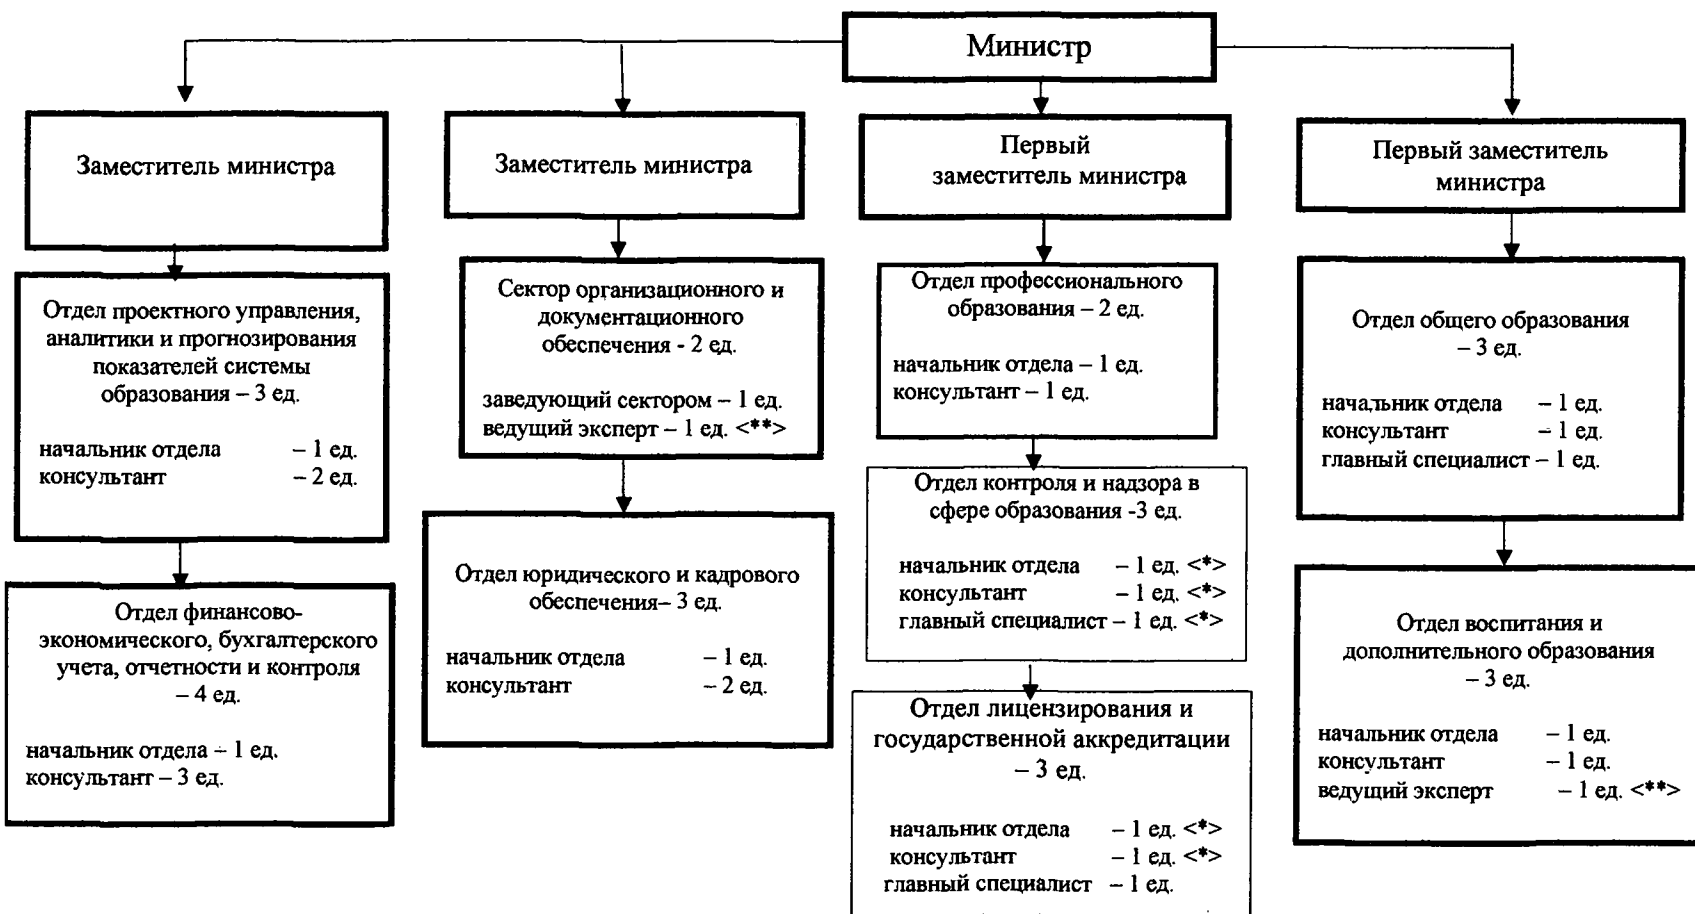 Министр
Заместитель министра
Отдел проектного управления,
аналитики и прогнозирования
показателей системы
образования – 3 ед.
начальник отдела – 1 ед.
консультант – 2 ед.
Отдел финансово-
экономического, бухгалтерского
учета, отчетности и контроля
– 4 ед.
начальник отдела – 1 ед.
консультант – 3 ед.
Заместитель министра
Сектор организационного и
документационного
обеспечения - 2 ед.
заведующий сектором – 1 ед.
ведущий эксперт – 1 ед. <**>
Отдел юридического и кадрового
обеспечения– 3 ед.
начальник отдела – 1 ед.
консультант – 2 ед.
Первый
заместитель министра
Отдел профессионального
образования – 2 ед.
начальник отдела – 1 ед.
консультант – 1 ед.
Отдел контроля и надзора в
сфере образования -3 ед.
начальник отдела – 1 ед. <*>
консультант – 1 ед. <*>
главный специалист – 1 ед. <*>
Отдел лицензирования и
государственной аккредитации
– 3 ед.
начальник отдела – 1 ед. <*>
консультант – 1 ед. <*>
главный специалист – 1 ед.
Первый заместитель
министра
Отдел общего образования
– 3 ед.
начальник отдела – 1 ед.
консультант – 1 ед.
главный специалист – 1 ед.
Отдел воспитания и
дополнительного образования
– 3 ед.
начальник отдела – 1 ед.
консультант – 1 ед.
ведущий эксперт – 1 ед. <**>